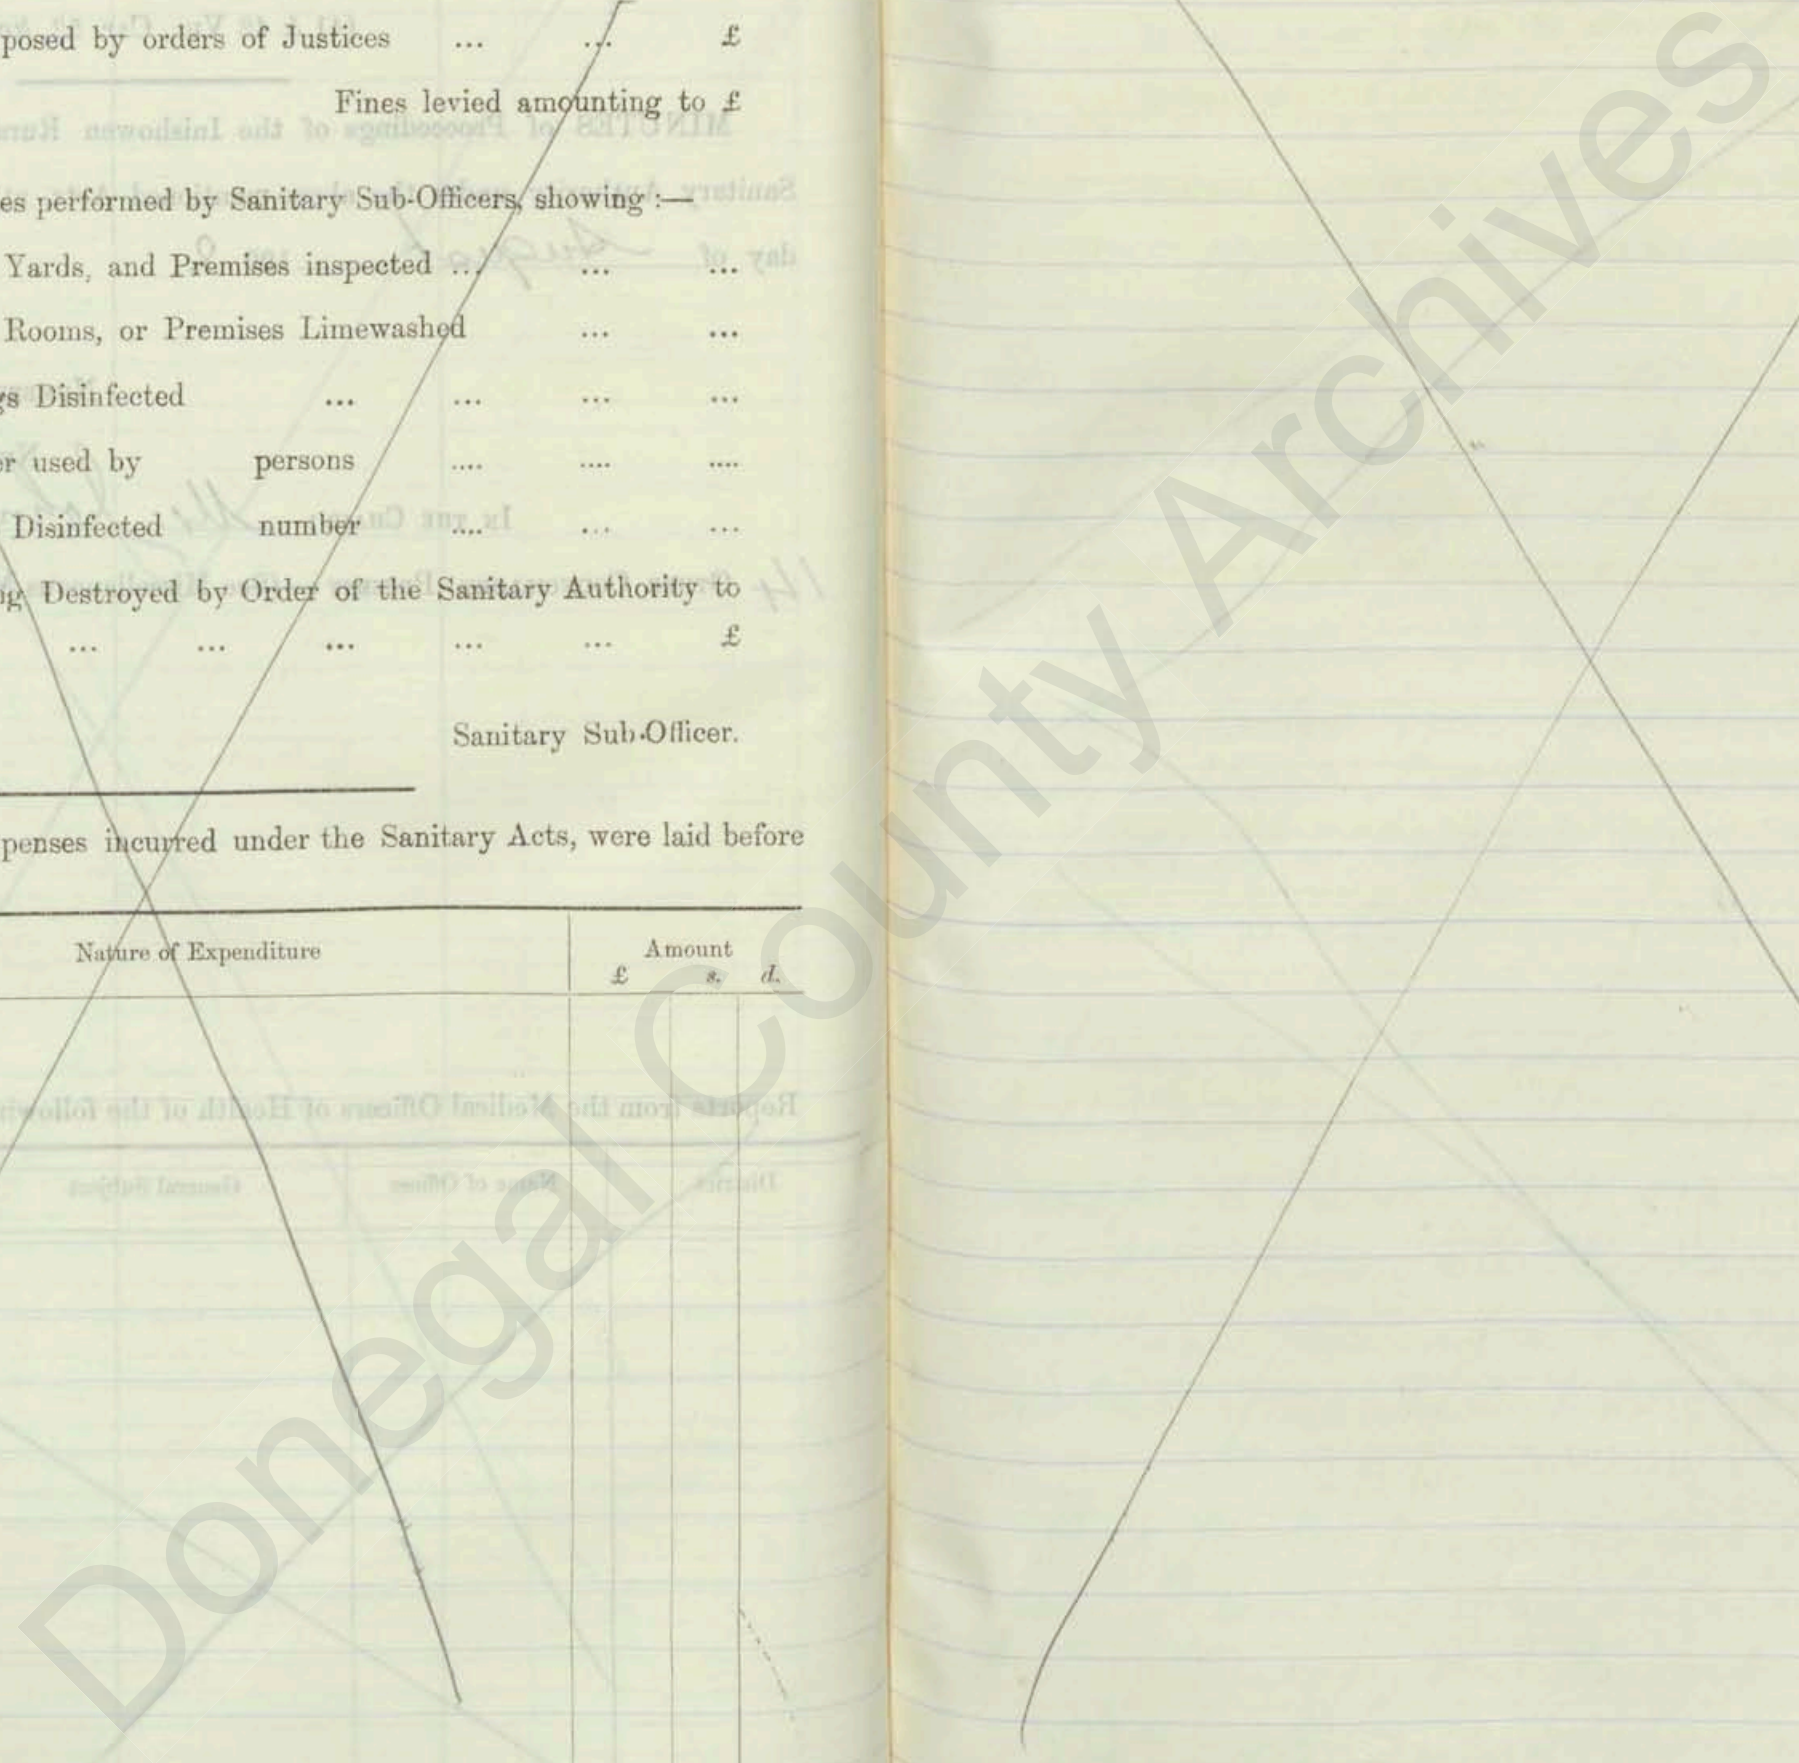 posed by orders of Justices ... ... £
Fines levied amounting to £
es performed by Sanitary Sub-Officers, showing :—
Yards, and Premises inspected ... ... ...
Rooms, or Premises Limewashed ... ...
gs Disinfected ... ... ... ...
er used by persons .... .... ....
Disinfected number .... ... ...
ng Destroyed by Order of the Sanitary Authority to
... ... ... ... ... £
Sanitary Sub-Officer.
penses incurred under the Sanitary Acts, were laid before
Nature of Expenditure Amount
£ s. d.
Donegal County Archives